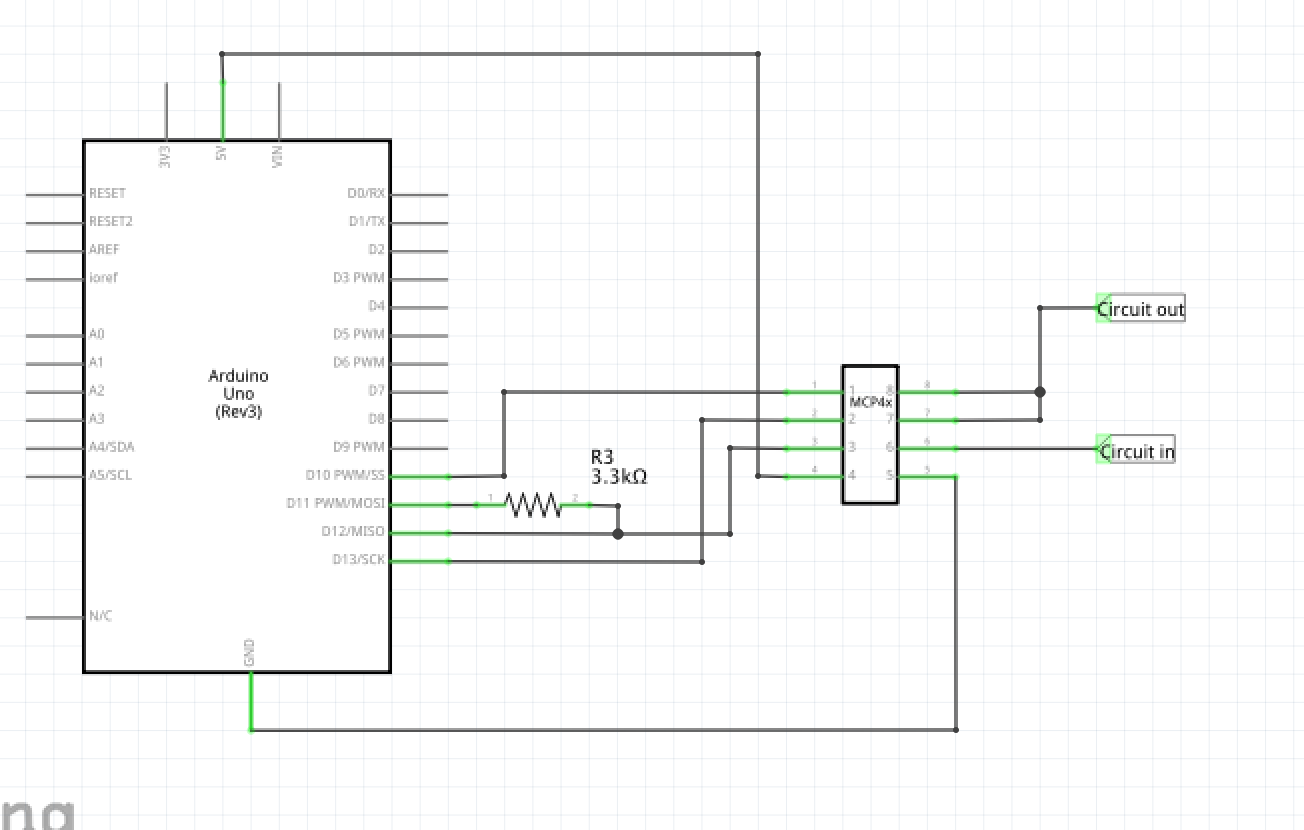 3V3
5V
VIN
RESET
RESET2
AREF
ioref
A0
A1
A2
A3
A4/SDA
A5/SCL
N/C
Arduino
Uno
(Rev3)
D0/RX
D1/TX
D2
D3 PWM
D4
D5 PWM
D6 PWM
D7
D8
D9 PWM
D10 PWM/SS
D11 PWM/MOSI
D12/MISO
D13/SCK
GND
R3
3.3kΩ
1
2
1
2
3
4
1
2
3
4
MCP4x
8
7
6
5
8
7
6
5
Circuit out
Circuit in
ng